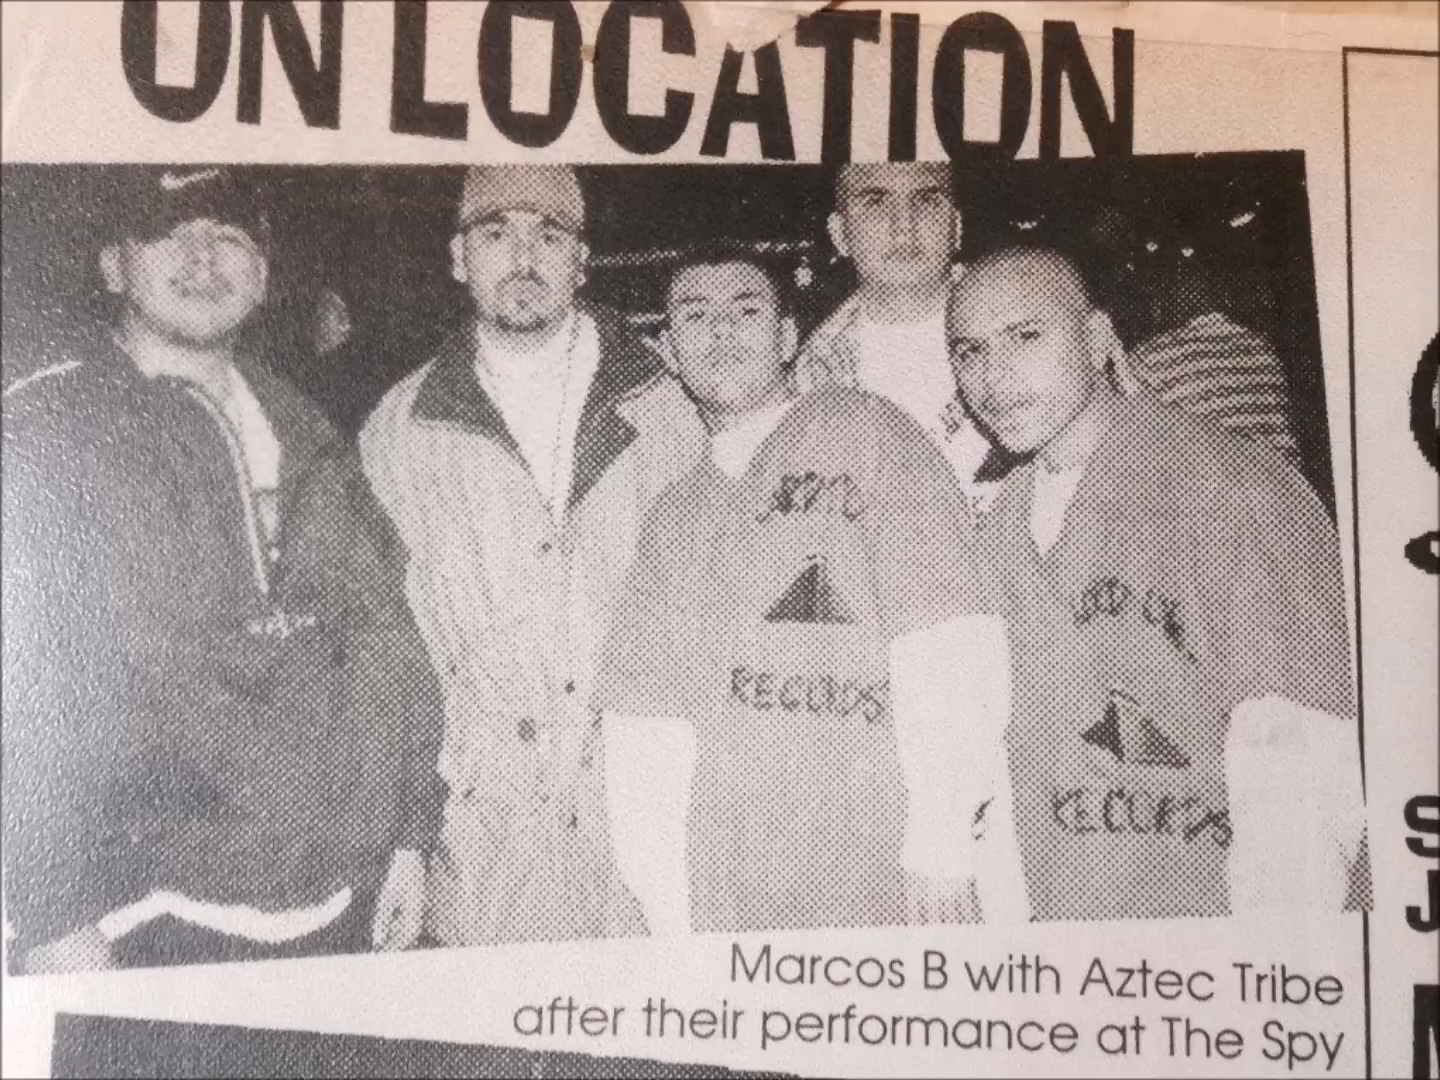 ON LOCATION
RECORDS
RECORDS
Marcos B with Aztec Tribe
after their performance at The Spy